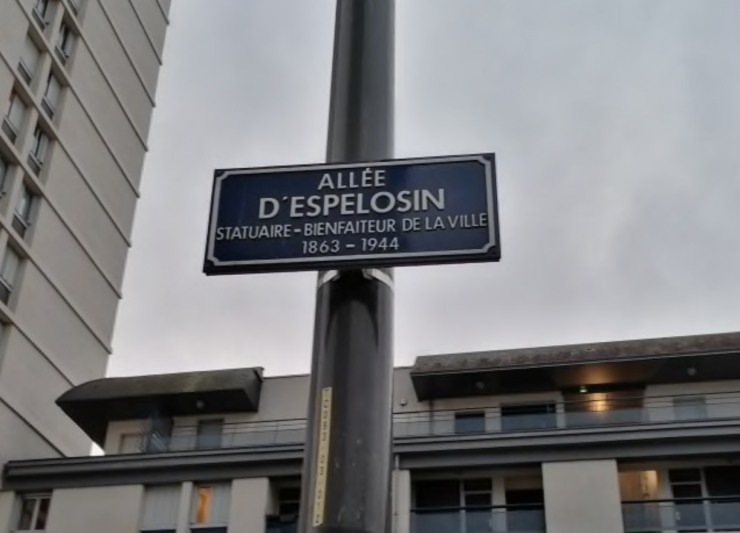 ALLÉE
D'ESPELOSIN
STATUAIRE-BIENFAITEUR DE LA VILLE
1863 - 1944